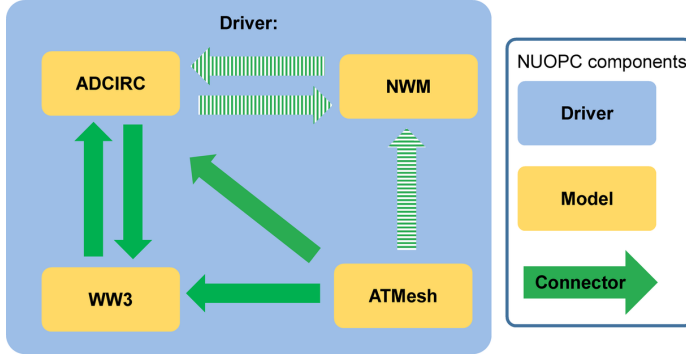 Driver:
ADCIRC
NWM
WW3
ATMesh
NUOPC components
Driver
Model
Connector